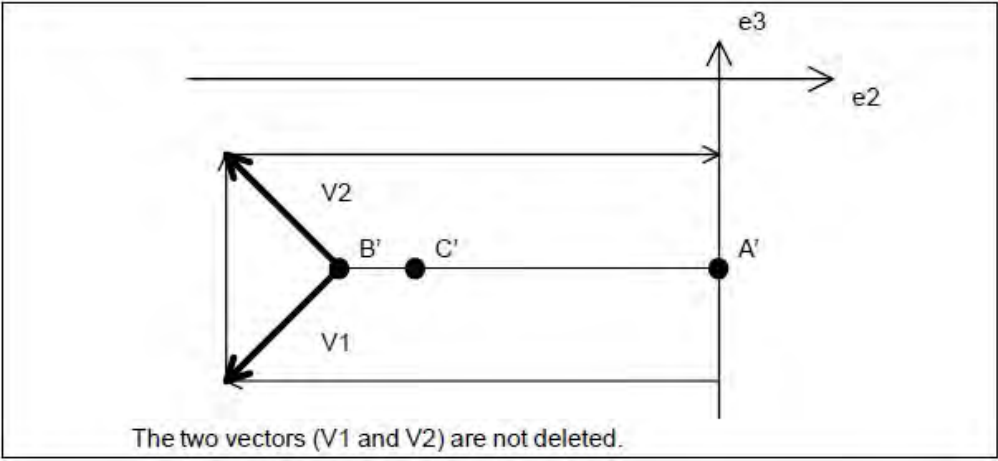 e3
e2
V2
B'
C'
A'
V1
The two vectors (V1 and V2) are not deleted.